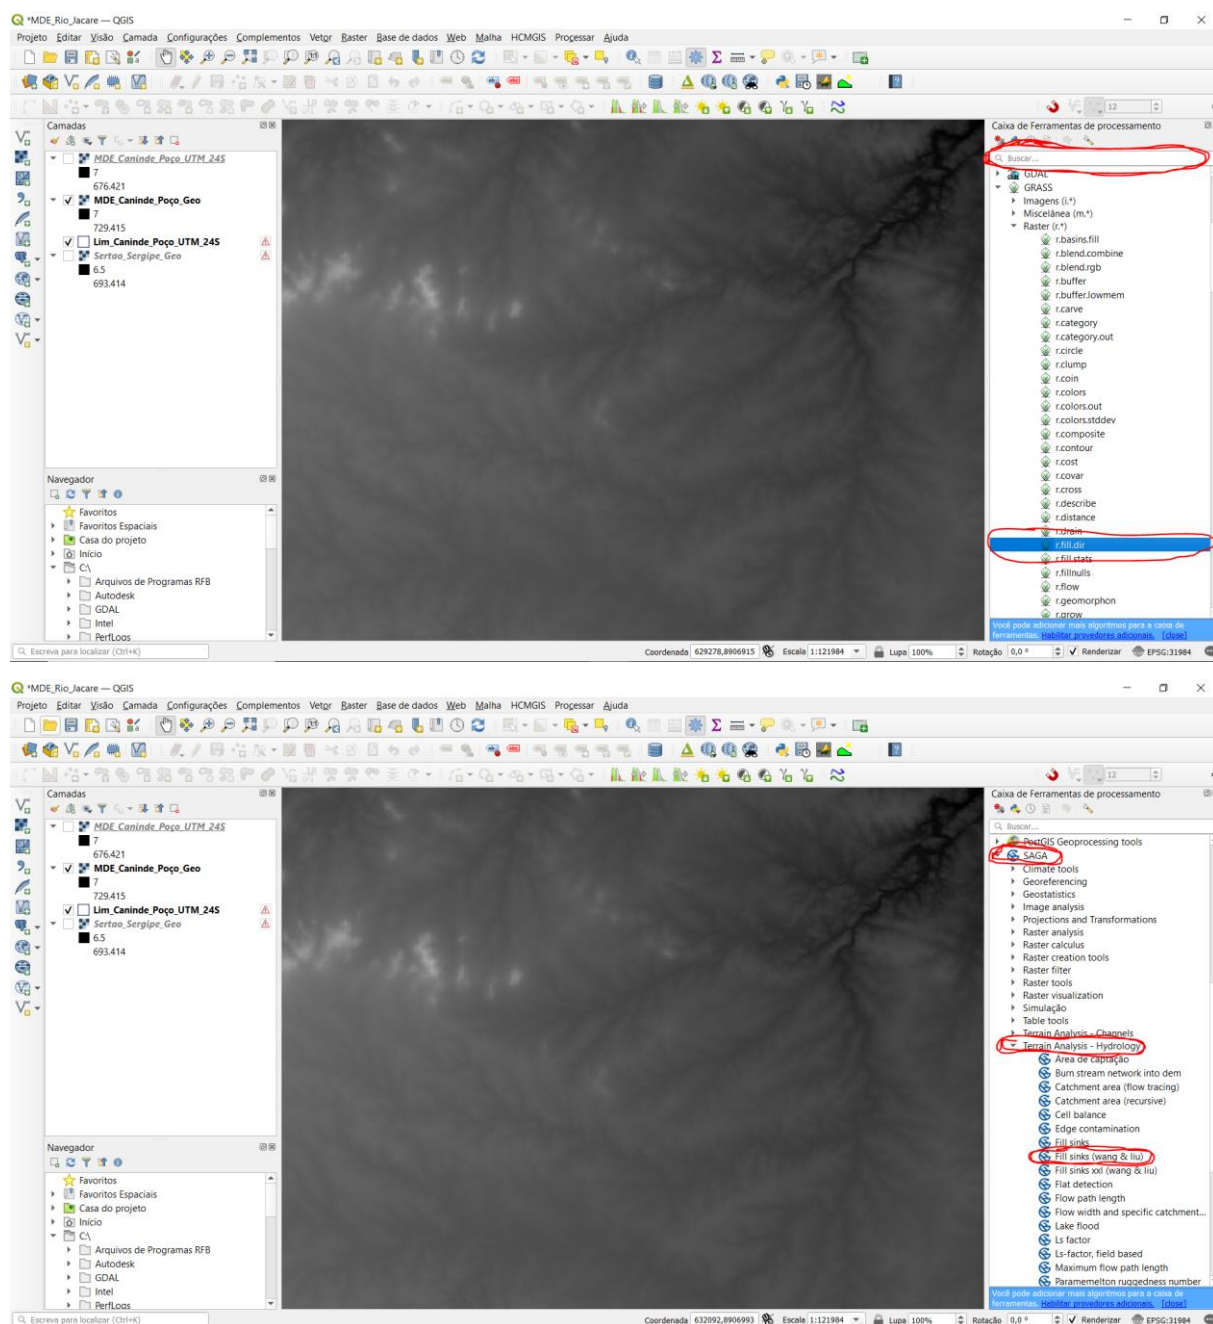 *MDE_Rio_Jacare — QGIS
Projeto Editar Visão Camada Configurações Complementos Vetor Raster Base de dados Web Malha HCMGIS Processar Ajuda
12
Camadas
MDE_Caninde_Poço_UTM_24S
7
676.421
MDE_Caninde_Poço_Geo
7
729.415
Lim_Caninde_Poço_UTM_24S
Sertao_Sergipe_Geo
6.5
693.414
Navegador
Favoritos
Favoritos Espaciais
Casa do projeto
Início
C:\
Arquivos de Programas RFB
Autodesk
GDAL
Intel
PerfLogs
Caixa de Ferramentas de processamento
Buscar...
GDAL
GRASS
Imagens (i.*)
Miscelânea (m.*)
Raster (r.*)
r.basins.fill
r.blend.combine
r.blend.rgb
r.buffer
r.buffer.lowmem
r.carve
r.category
r.category.out
r.circle
r.clump
r.coin
r.colors
r.colors.out
r.colors.stddev
r.composite
r.contour
r.cost
r.covar
r.cross
r.describe
r.distance
r.drain
r.fill.dir
r.fill.stats
r.fillnulls
r.flow
r.geomorphon
r.grow
Você pode adicionar mais algoritmos para a caixa de
ferramentas. Habilitar provedores adicionais. [close]
Escreva para localizar (Ctrl+K)
Coordenada 629278,8906915 Escala 1:121984 Lupa 100% Rotação 0,0 ° Renderizar EPSG:31984
*MDE_Rio_Jacare — QGIS
Projeto Editar Visão Camada Configurações Complementos Vetor Raster Base de dados Web Malha HCMGIS Processar Ajuda
12
Camadas
MDE_Caninde_Poço_UTM_24S
7
676.421
MDE_Caninde_Poço_Geo
7
729.415
Lim_Caninde_Poço_UTM_24S
Sertao_Sergipe_Geo
6.5
693.414
Navegador
Favoritos
Favoritos Espaciais
Casa do projeto
Início
C:\
Arquivos de Programas RFB
Autodesk
GDAL
Intel
PerfLogs
Caixa de Ferramentas de processamento
Buscar...
PostGIS Geoprocessing tools
SAGA
Climate tools
Georeferencing
Geostatistics
Image analysis
Projections and Transformations
Raster analysis
Raster calculus
Raster creation tools
Raster filter
Raster tools
Raster visualization
Simulação
Table tools
Terrain Analysis - Channels
Terrain Analysis - Hydrology
Área de captação
Burn stream network into dem
Catchment area (flow tracing)
Catchment area (recursive)
Cell balance
Edge contamination
Fill sinks
Fill sinks (wang & liu)
Fill sinks xxl (wang & liu)
Flat detection
Flow path length
Flow width and specific catchment...
Lake flood
Ls factor
Ls-factor, field based
Maximum flow path length
Paramemelton ruggedness number
Você pode adicionar mais algoritmos para a caixa de
ferramentas. Habilitar provedores adicionais. [close]
Escreva para localizar (Ctrl+K)
Coordenada 632092,8906993 Escala 1:121984 Lupa 100% Rotação 0,0 ° Renderizar EPSG:31984